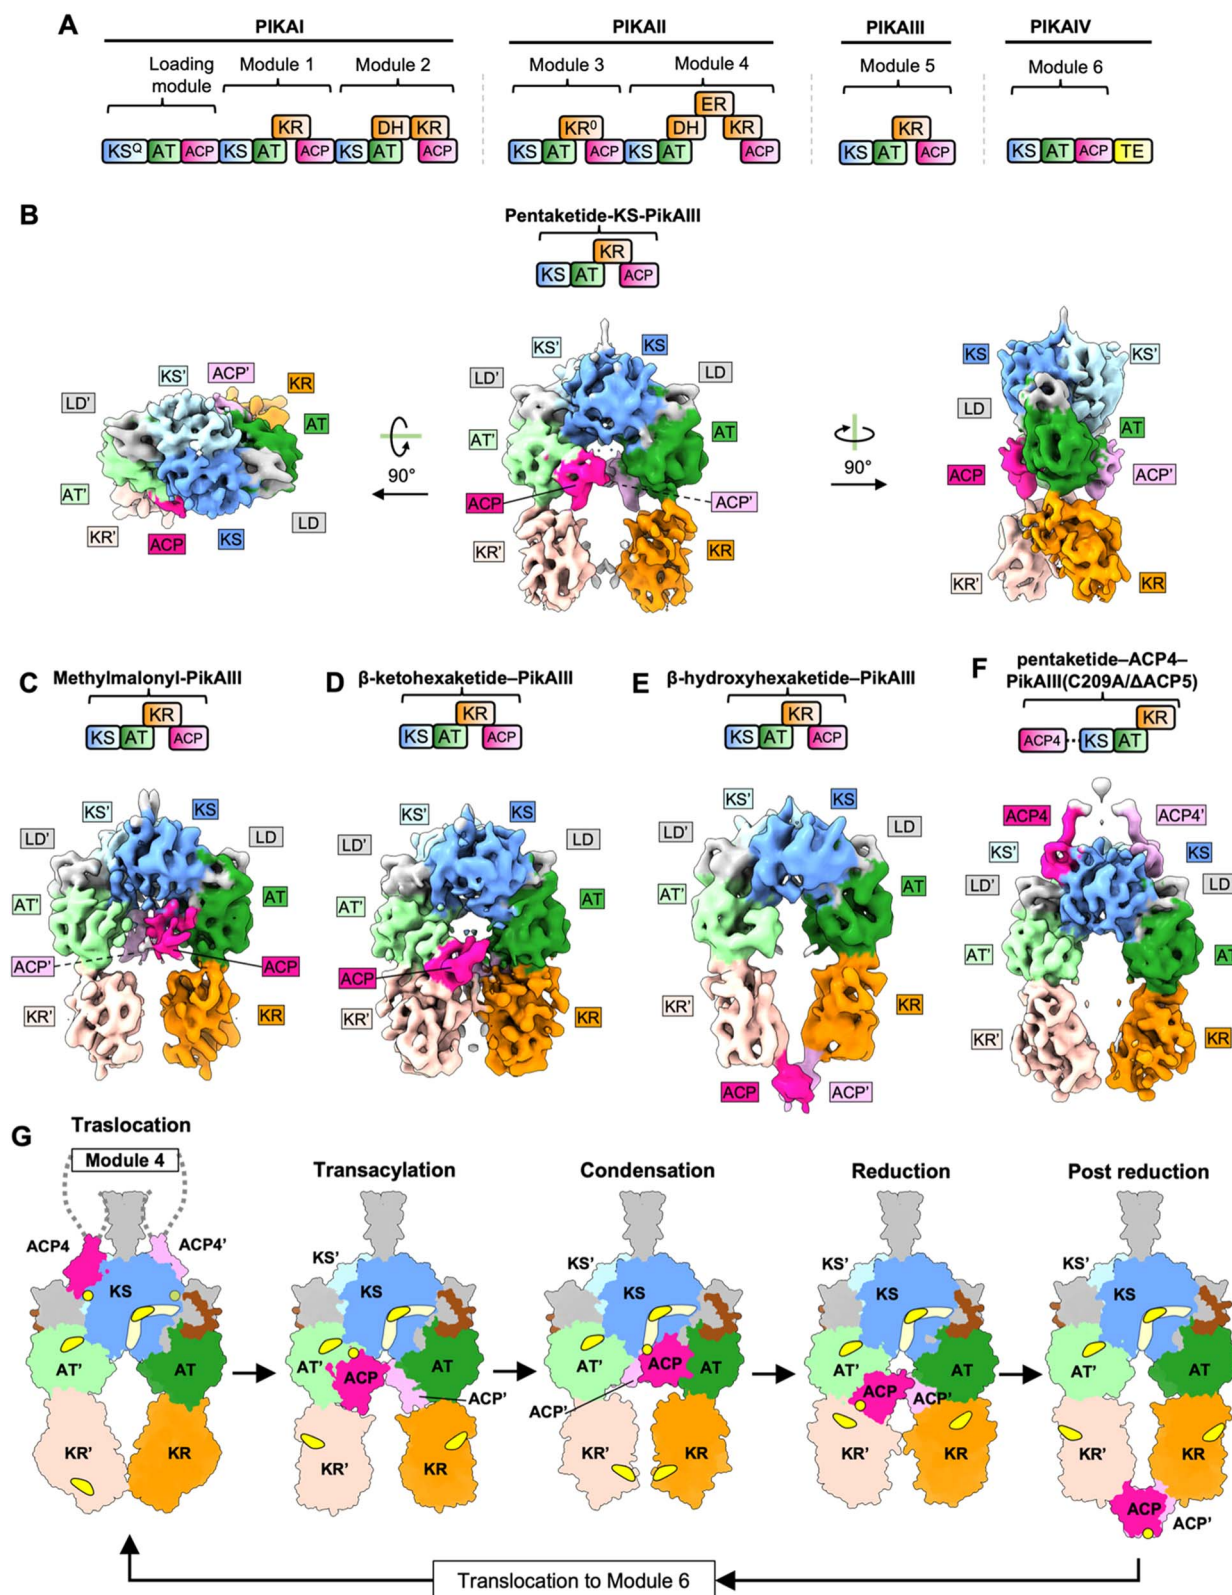 A
PIKAI
PIKAII
PIKAIII
PIKAIV
Loading
module
Module 1
Module 2
Module 3
Module 4
Module 5
Module 6
ER
KR
DH KR
KR⁰
DH KR
KR
KSQ AT ACP KS AT ACP KS AT ACP
KS AT ACP KS AT ACP
KS AT ACP
KS AT ACP TE
B
Pentaketide-KS-PikAIII
KR
KS AT ACP
KS' ACP'
LD'
KR
AT
AT'
KR'
ACP
KS
LD
90°
KS'
KS
LD'
LD
AT'
AT
ACP
ACP'
KR'
KR
90°
KS
KS'
LD
AT
ACP
ACP'
KR'
KR
C
Methylmalonyl-PikAIII
KR
KS AT ACP
KS'
KS
LD'
LD
AT'
AT
ACP'
ACP
KR'
KR
D
β-ketohexaketide–PikAIII
KR
KS AT ACP
KS'
KS
LD'
LD
AT'
AT
ACP
KR'
KR
E
β-hydroxyhexaketide–PikAIII
KR
KS AT ACP
KS'
KS
LD'
LD
AT'
AT
KR'
KR
ACP
ACP'
F
pentaketide–ACP4–
PikAIII(C209A/ΔACP5)
KR
ACP4 KS AT
ACP4
ACP4'
KS'
KS
LD'
LD
AT'
AT
KR'
KR
G
Traslocation
Module 4
ACP4
ACP4'
KS
AT'
AT
KR'
KR
Transacylation
KS'
KS
AT'
ACP
AT
ACP'
KR'
KR
Condensation
KS'
KS
AT'
ACP
AT
ACP'
KR'
KR
Reduction
KS'
KS
AT'
AT
ACP
ACP'
KR'
KR
Post reduction
KS'
KS
AT'
AT
KR'
KR
ACP
ACP'
Translocation to Module 6